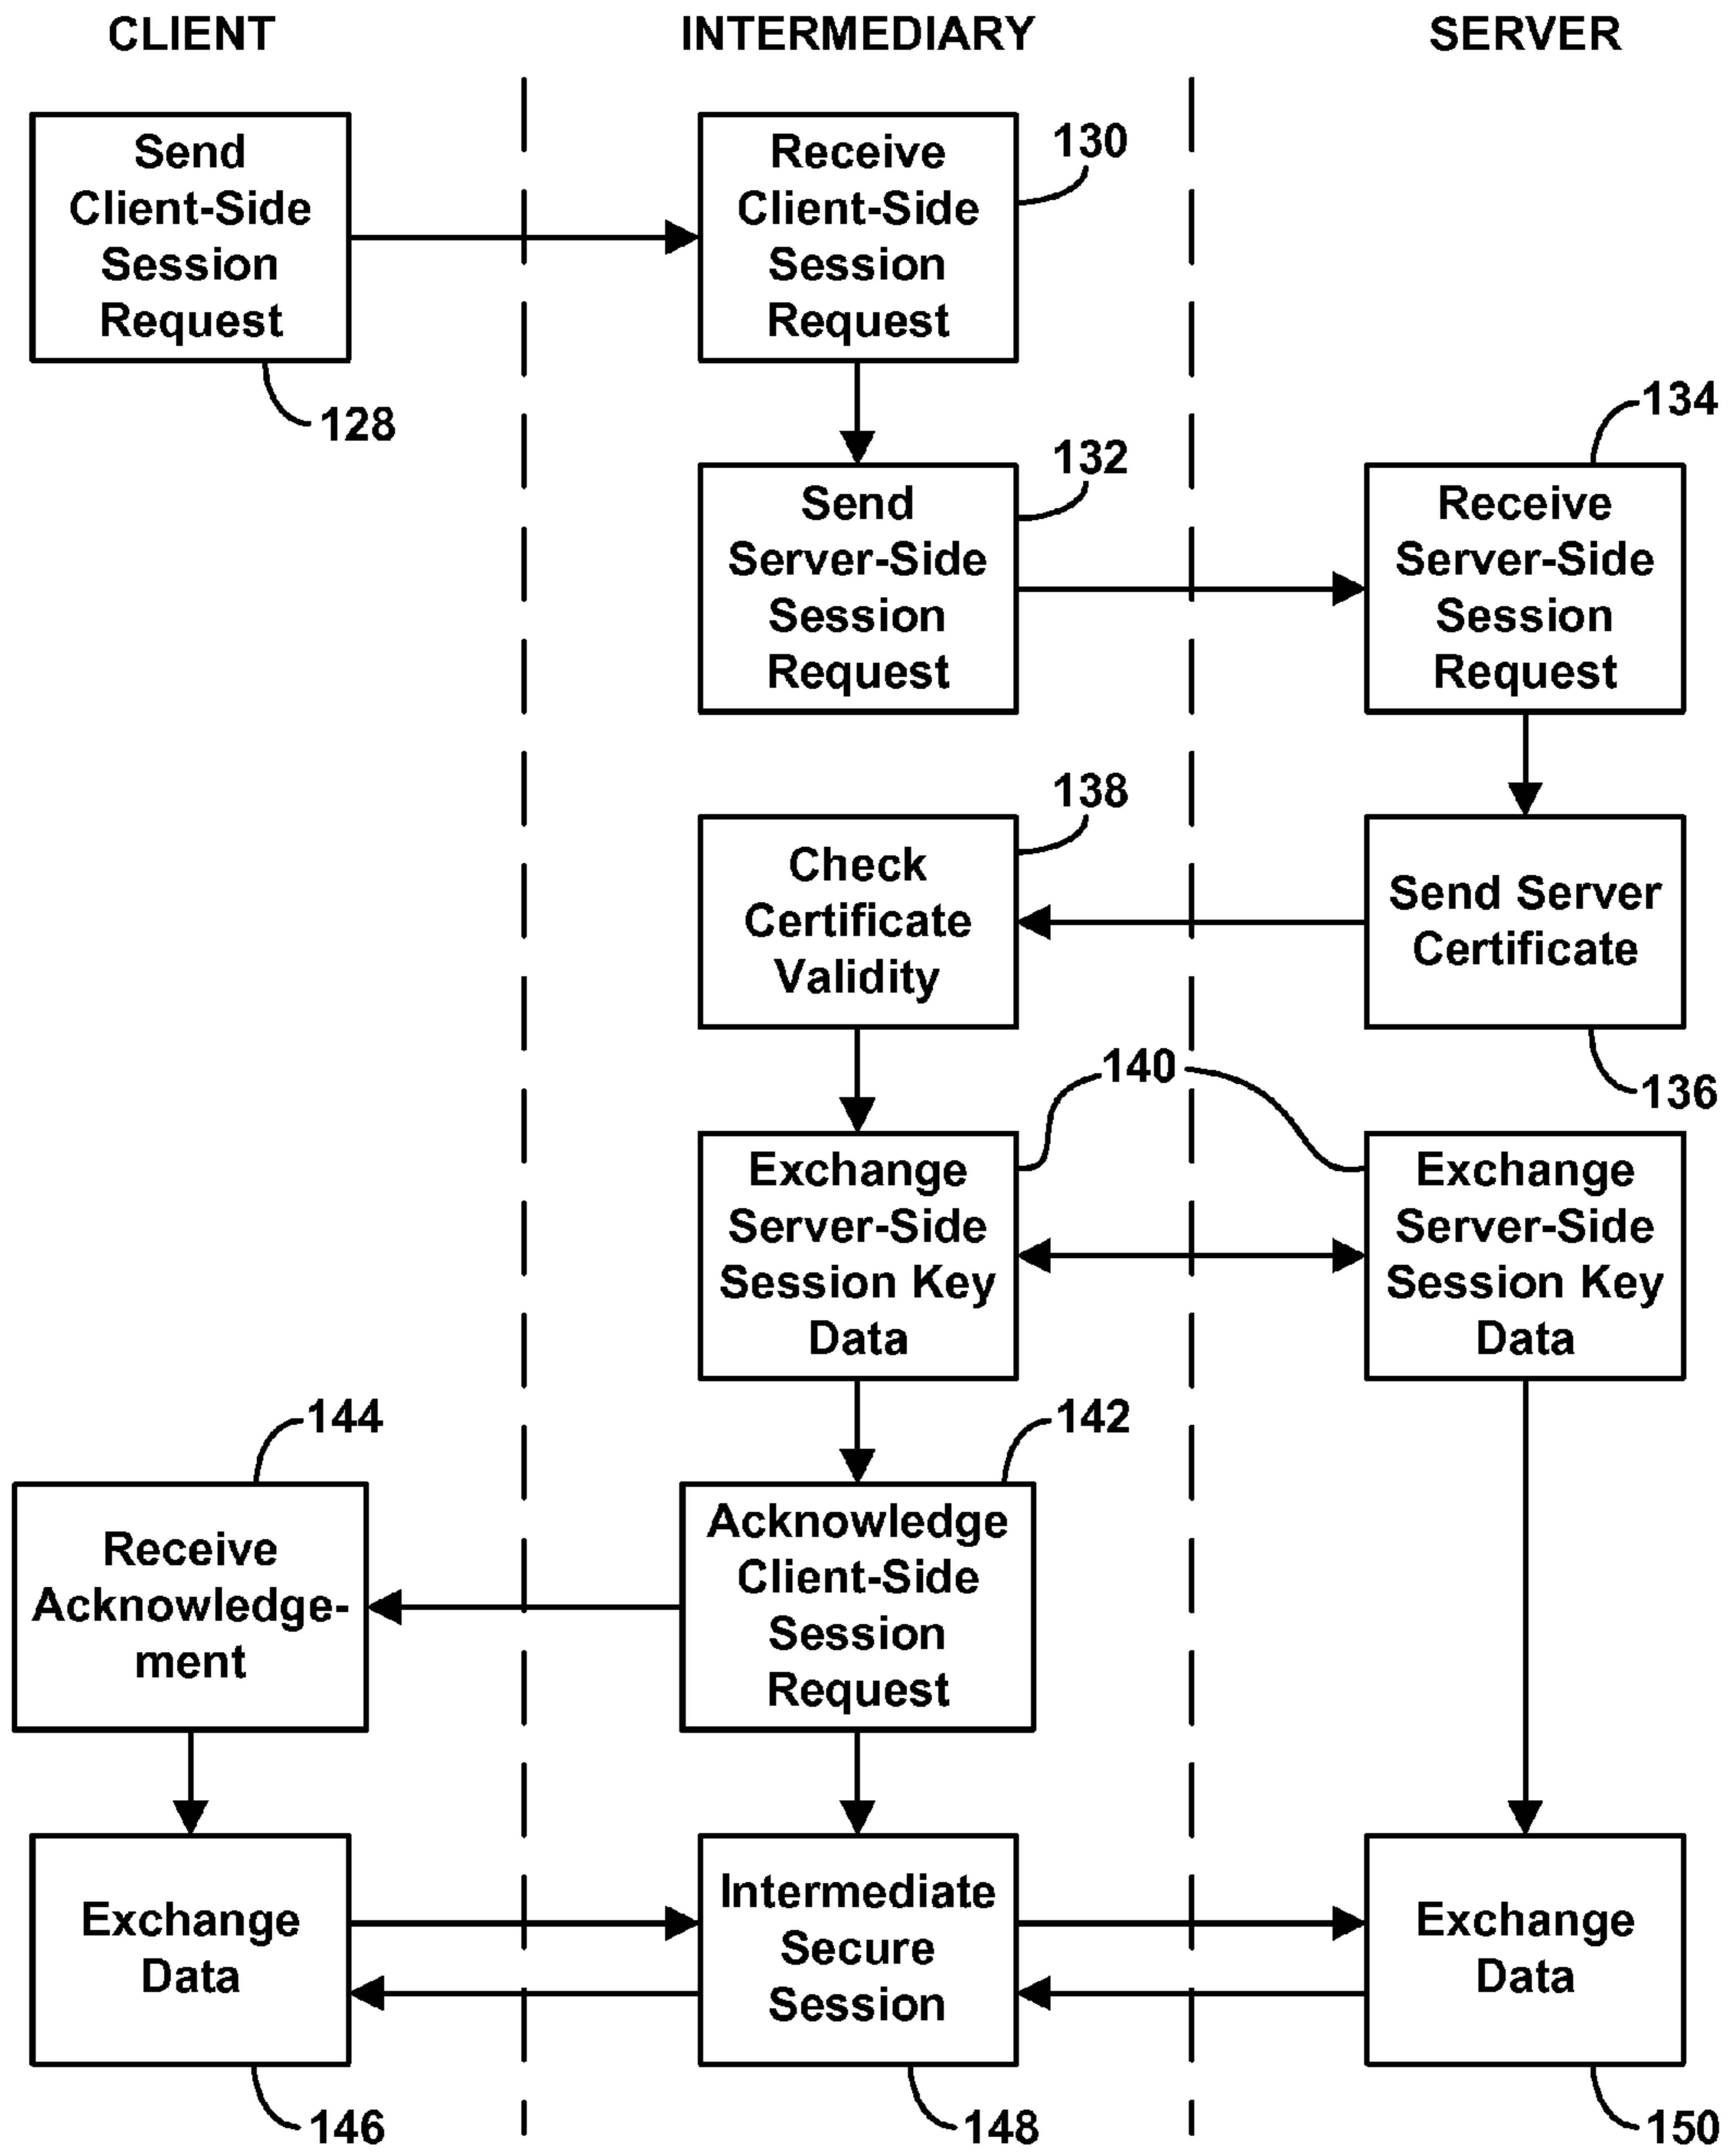 CLIENT
INTERMEDIARY
SERVER
Send
Client-Side
Session
Request
128
Receive
Client-Side
Session
Request
130
Send
Server-Side
Session
Request
132
Receive
Server-Side
Session
Request
134
Check
Certificate
Validity
138
Send Server
Certificate
136
140
Exchange
Server-Side
Session Key
Data
Exchange
Server-Side
Session Key
Data
144
Receive
Acknowledge-
ment
142
Acknowledge
Client-Side
Session
Request
Exchange
Data
146
Intermediate
Secure
Session
148
Exchange
Data
150